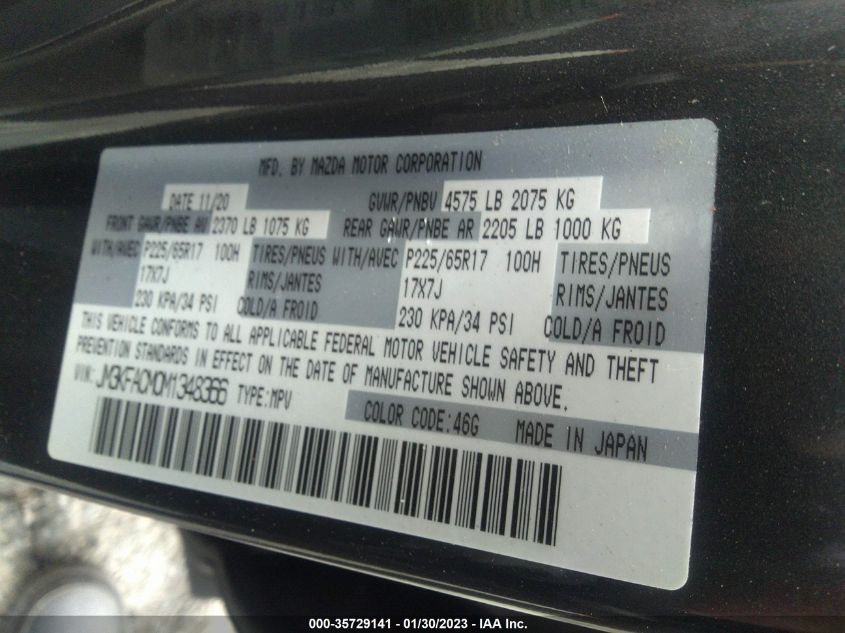 MFD. BY MAZDA MOTOR CORPORATION
DATE 11/20 GVWR/PNBV 4575 LB 2075 KG
FRONT GAWR/PNBE AV 2370 LB 1075 KG REAR GAWR/PNBE AR 2205 LB 1000 KG
WITH/AVEC P225/65R17 100H TIRES/PNEUS WITH/AVEC P225/65R17 100H TIRES/PNEUS
17X7J RIMS/JANTES 17X7J RIMS/JANTES
230 KPA/34 PSI COLD/A FROID 230 KPA/34 PSI COLD/A FROID
THIS VEHICLE CONFORMS TO ALL APPLICABLE FEDERAL MOTOR VEHICLE SAFETY AND THEFT
PREVENTION STANDARDS IN EFFECT ON THE DATE OF MANUFACTURE SHOWN ABOVE.
VIN: JM3KFACM0M1348366 TYPE:MPV
COLOR CODE:46G MADE IN JAPAN
000-35729141 - 01/30/2023 - IAA Inc.